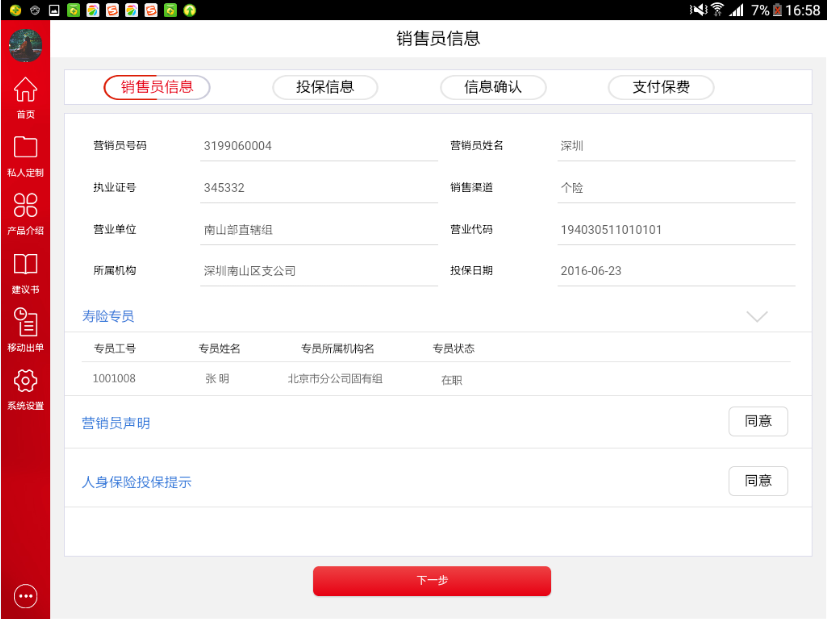 7% 16:58
销售员信息
销售员信息 投保信息 信息确认 支付保费
首页
私人定制
产品介绍
建议书
移动出单
系统设置
营销员号码 3199060004 营销员姓名 深圳
执业证号 345332 销售渠道 个险
营业单位 南山部直辖组 营业代码 194030511010101
所属机构 深圳南山区支公司 投保日期 2016-06-23
寿险专员
专员工号 专员姓名 专员所属机构名 专员状态
1001008 张 明 北京市分公司固有组 在职
营销员声明 同意
人身保险投保提示 同意
下一步